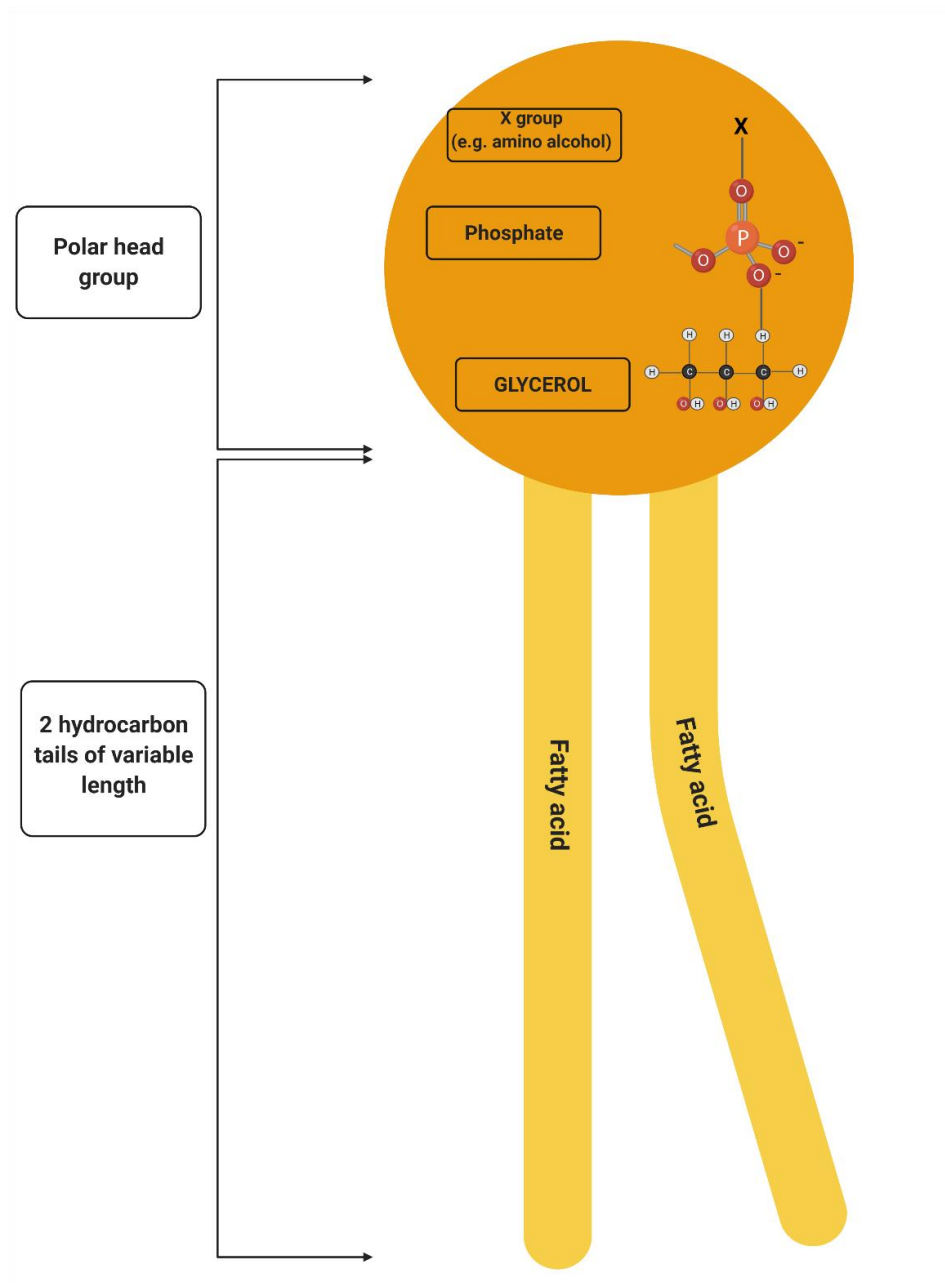 X group
(e.g. amino alcohol)
X
O
Polar head
group
Phosphate
P
O
O
-
O
-
H
H
H
GLYCEROL
H
C
C
C
H
O
H
O
H
O
H
2 hydrocarbon
tails of variable
length
Fatty acid
Fatty acid